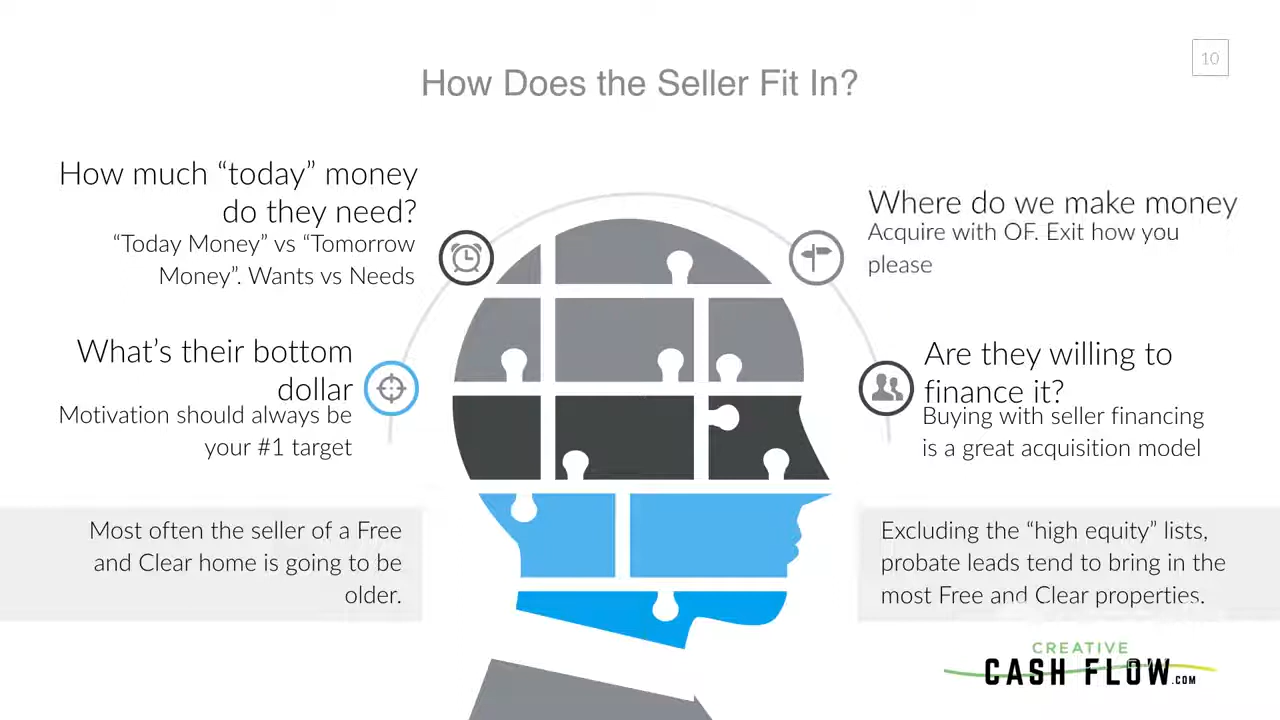 10
How Does the Seller Fit In?
How much “today” money
do they need?
“Today Money” vs “Tomorrow
Money”. Wants vs Needs
What’s their bottom
dollar
Motivation should always be
your #1 target
Most often the seller of a Free
and Clear home is going to be
older.
Where do we make money
Acquire with OF. Exit how you
please
Are they willing to
finance it?
Buying with seller financing
is a great acquisition model
Excluding the “high equity” lists,
probate leads tend to bring in the
most Free and Clear properties.
CREATIVE
CASH FLOW.COM